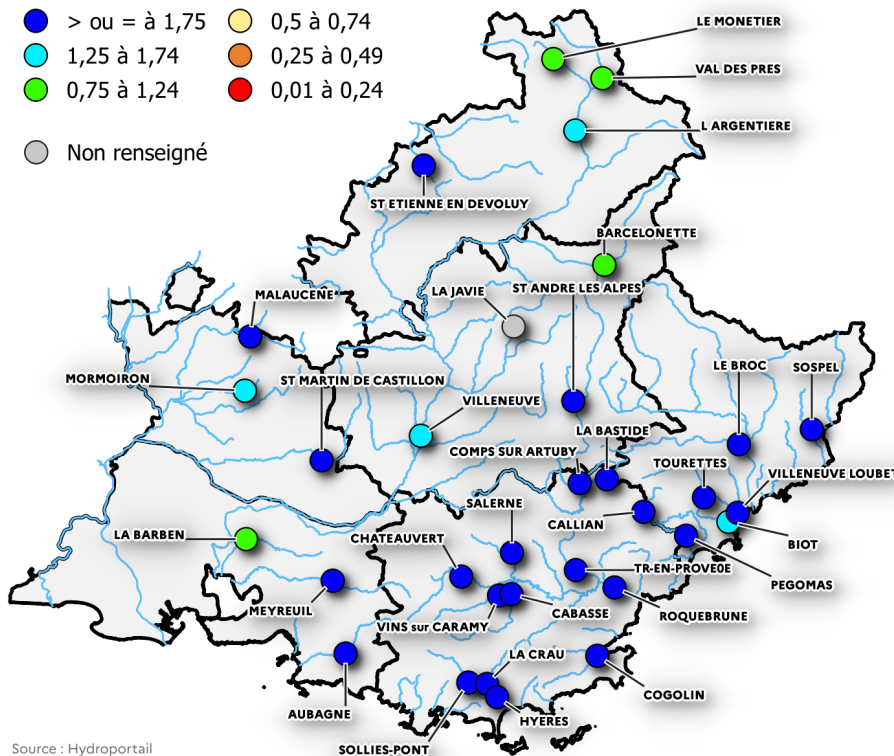 > ou = à 1,75
0,5 à 0,74
1,25 à 1,74
0,25 à 0,49
0,75 à 1,24
0,01 à 0,24
Non renseigné
LE MONETIER
VAL DES PRES
L ARGENTIERE
ST ETIENNE EN DEVOLUY
BARCELONETTE
ST ANDRE LES ALPES
LA JAVIE
MALAUCENE
MORMOIRON
ST MARTIN DE CASTILLON
VILLENEUVE
LE BROC
SOSPEL
LA BASTIDE
COMPS SUR ARTUBY
TOURETTES
VILLENEUVE LOUBET
SALERNE
CALLIAN
LA BARBEN
CHATEAUVERT
BIOT
TR-EN-PROVE0E
PEGOMAS
MEYREUIL
CABASSE
ROQUEBRUNE
VINS sur CARAMY
LA CRAU
COGOLIN
AUBAGNE
HYERES
SOLLIES-PONT
Source : Hydroportail